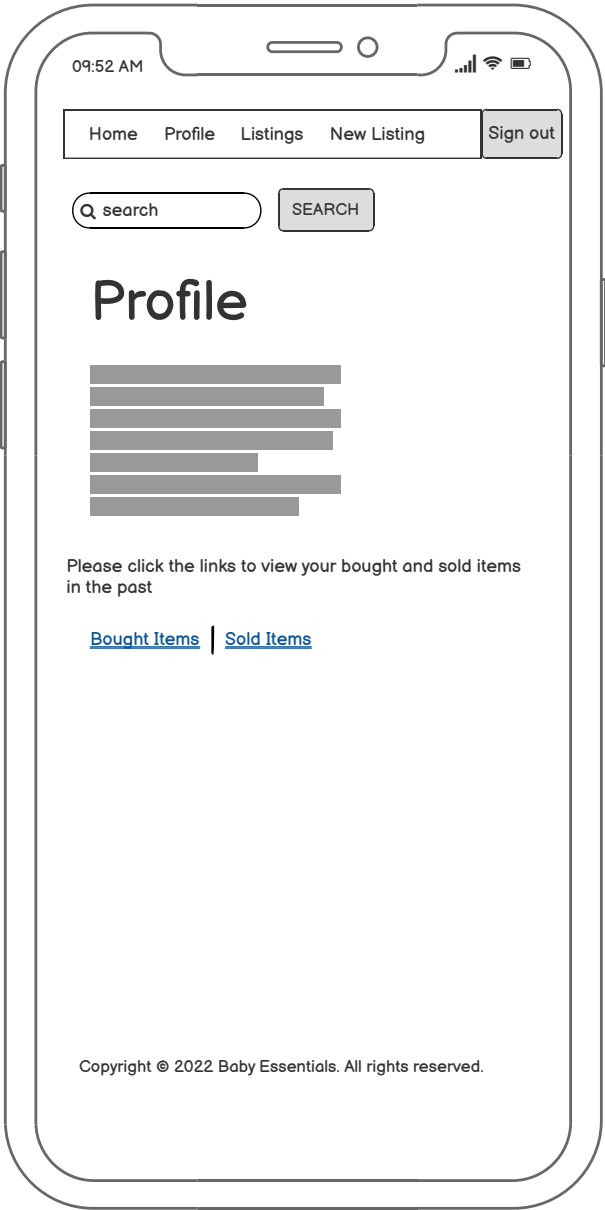 09:52 AM
Home Profile Listings New Listing Sign out
search SEARCH
Profile
Please click the links to view your bought and sold items
in the past
Bought Items | Sold Items
Copyright © 2022 Baby Essentials. All rights reserved.